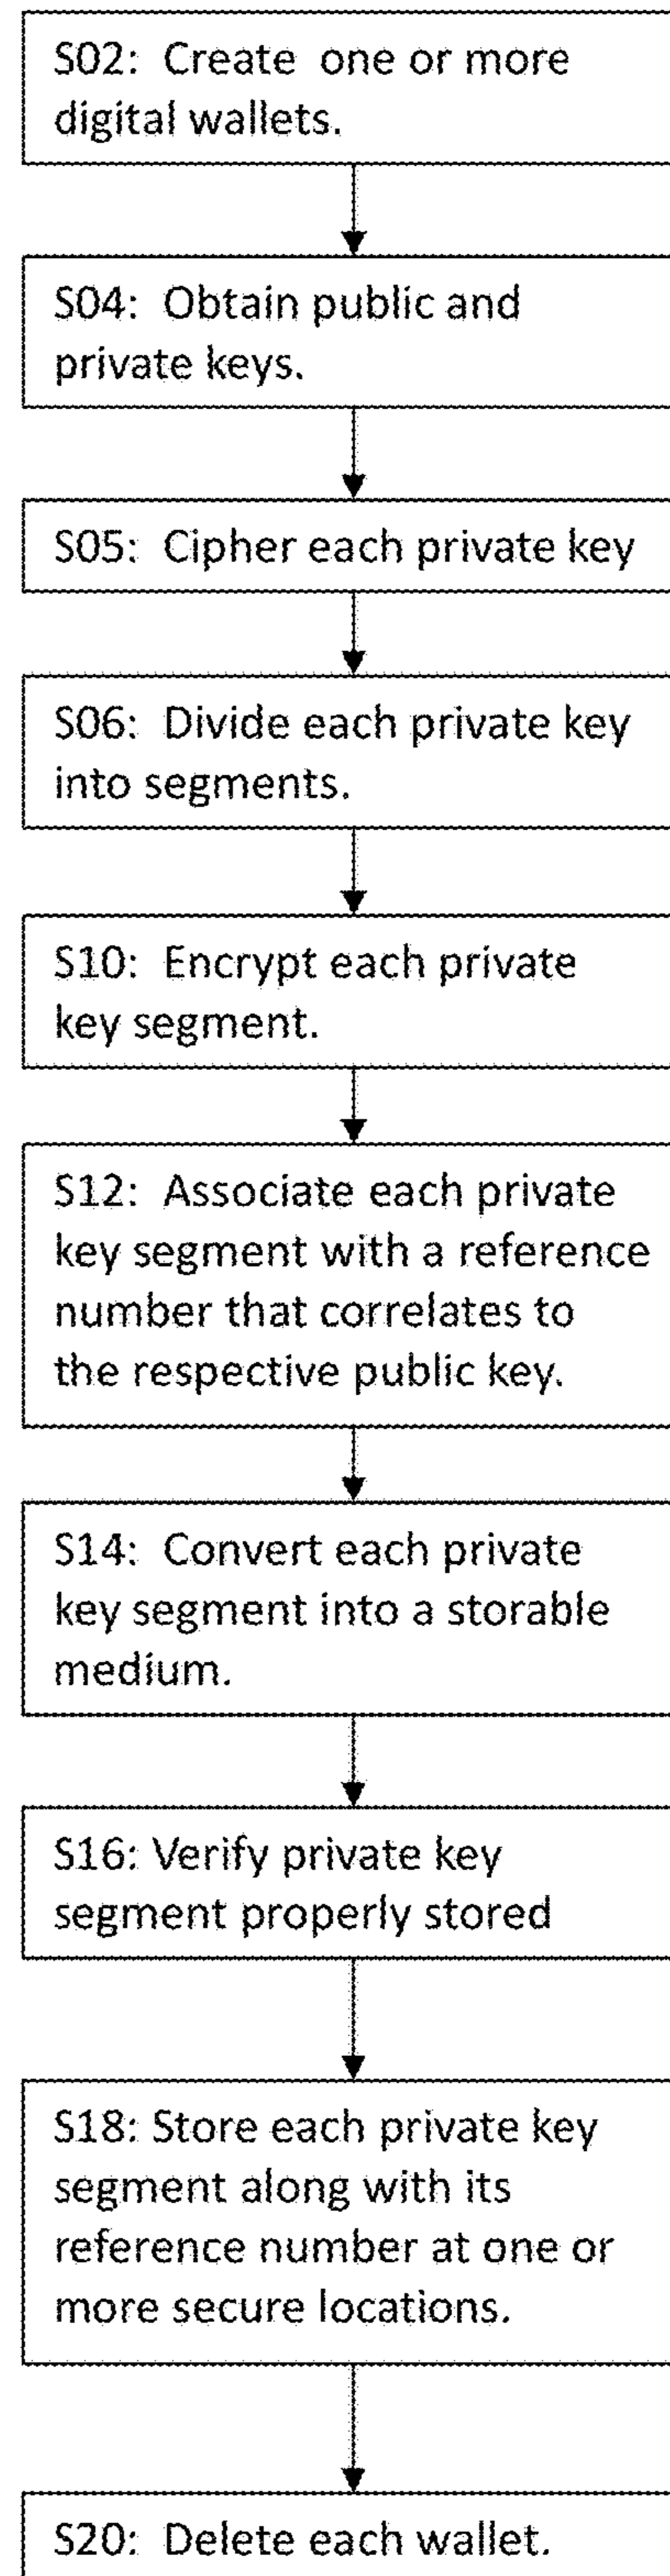 S02: Create one or more
digital wallets.
S04: Obtain public and
private keys.
S05: Cipher each private key
S06: Divide each private key
into segments.
S10: Encrypt each private
key segment.
S12: Associate each private
key segment with a reference
number that correlates to
the respective public key.
S14: Convert each private
key segment into a storable
medium.
S16: Verify private key
segment properly stored
S18: Store each private key
segment along with its
reference number at one or
more secure locations.
S20: Delete each wallet.